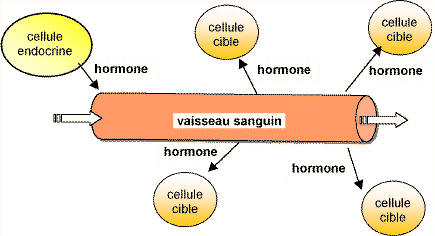 cellule
endocrine
hormone
cellule
cible
hormone
cellule
cible
hormone
vaisseau sanguin
hormone
cellule
cible
hormone
cellule
cible